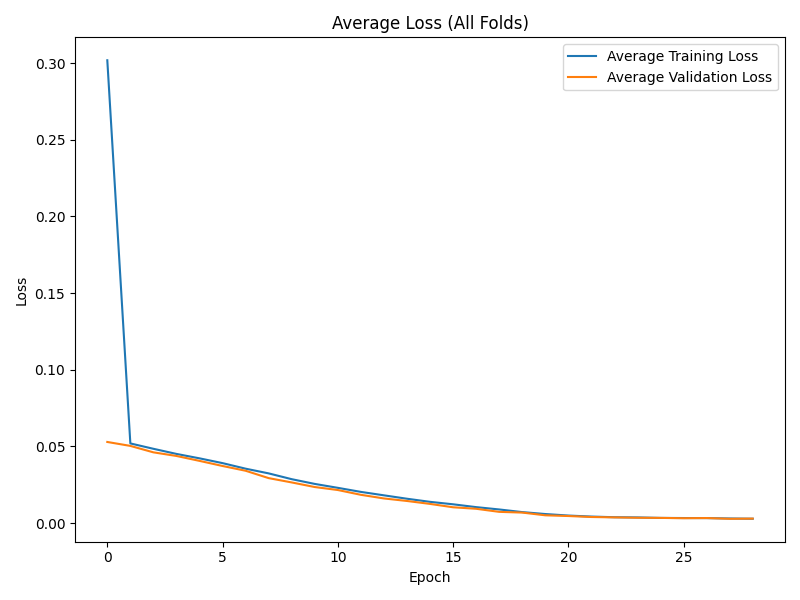 Average Loss (All Folds)
Average Training Loss
Average Validation Loss
0.30
0.25
0.20
0.15
0.10
0.05
0.00
Loss
0 5 10 15 20 25
Epoch